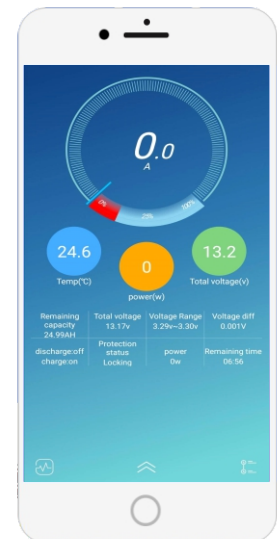 0.0
A
0%
25%
100%
24.6
Temp(℃)
0
power(w)
13.2
Total voltage(v)
Remaining
capacity
24.99AH
Total voltage
13.17v
Voltage Range
3.29v~3.30v
Voltage diff
0.001V
discharge:off
charge:on
Protection
status
Locking
power
0w
Remaining time
06:56